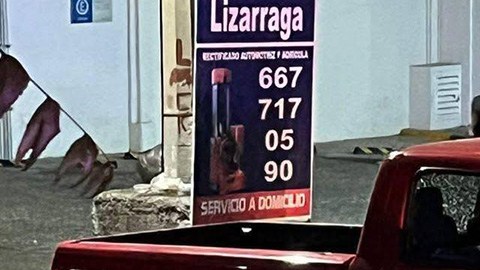 Lizarraga
RECTIFICADO AUTOMOTRIZ Y AGRICOLA
667
717
05
90
SERVICIO A DOMICILIO